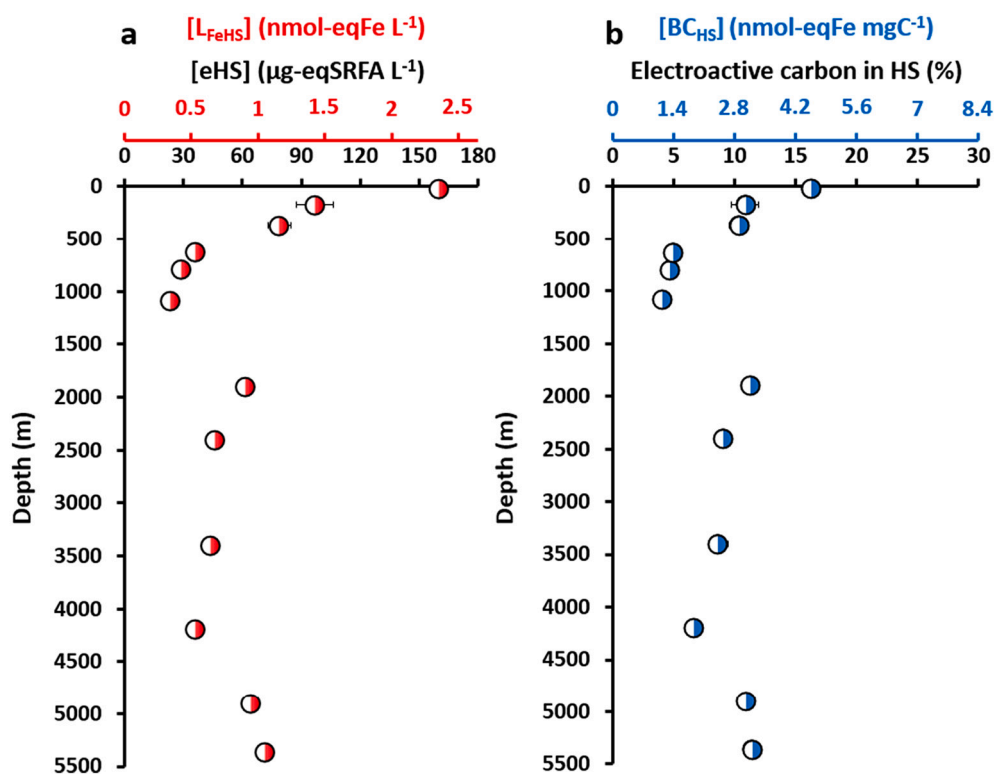 a
[L_FeHS] (nmol-eqFe L⁻¹)
[eHS] (µg-eqSRFA L⁻¹)
0 0.5 1 1.5 2 2.5
0 30 60 90 120 150 180
0
500
1000
1500
2000
2500
3000
3500
4000
4500
5000
5500
Depth (m)
b
[BC_HS] (nmol-eqFe mgC⁻¹)
Electroactive carbon in HS (%)
0 1.4 2.8 4.2 5.6 7 8.4
0 5 10 15 20 25 30
0
500
1000
1500
2000
2500
3000
3500
4000
4500
5000
5500
Depth (m)